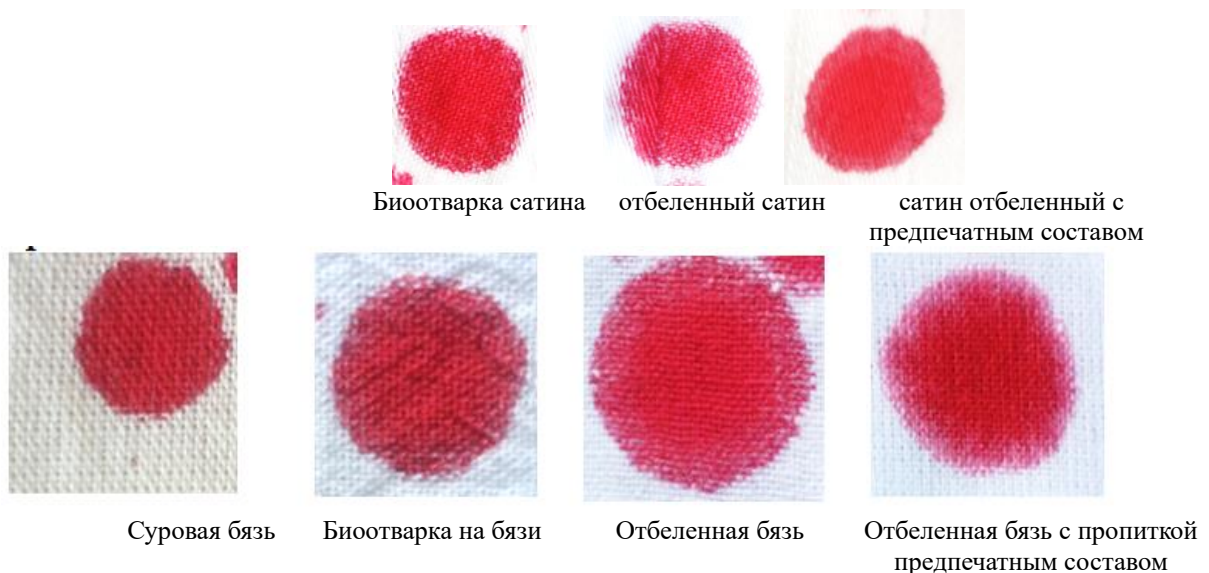 Биоотварка сатина отбеленный сатин сатин отбеленный с
предпечатным составом
Суровая бязь Биоотварка на бязи Отбеленная бязь Отбеленная бязь с пропиткой
предпечатным составом